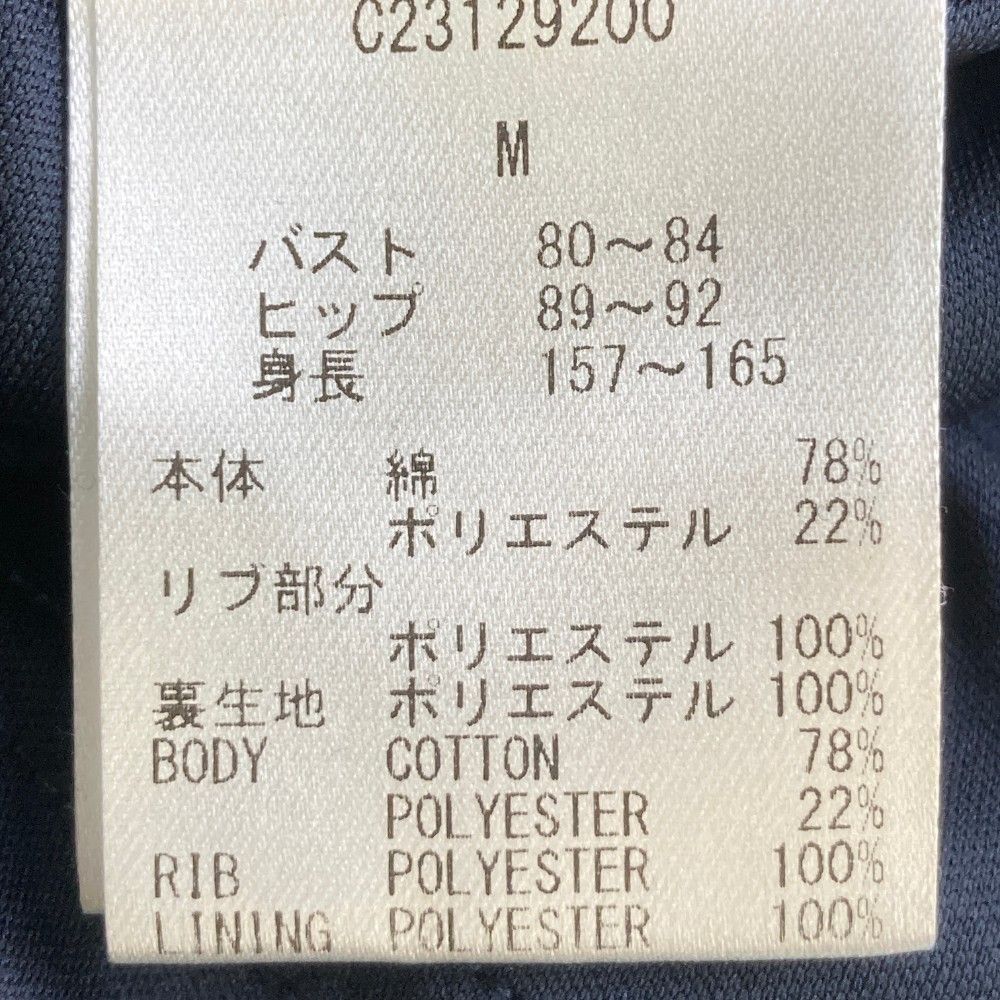 C23129200
M
バスト 80～84
ヒップ 89～92
身長 157～165
本体 綿 78%
ポリエステル 22%
リブ部分
ポリエステル 100%
裏生地 ポリエステル 100%
BODY COTTON 78%
POLYESTER 22%
RIB POLYESTER 100%
LINING POLYESTER 100%